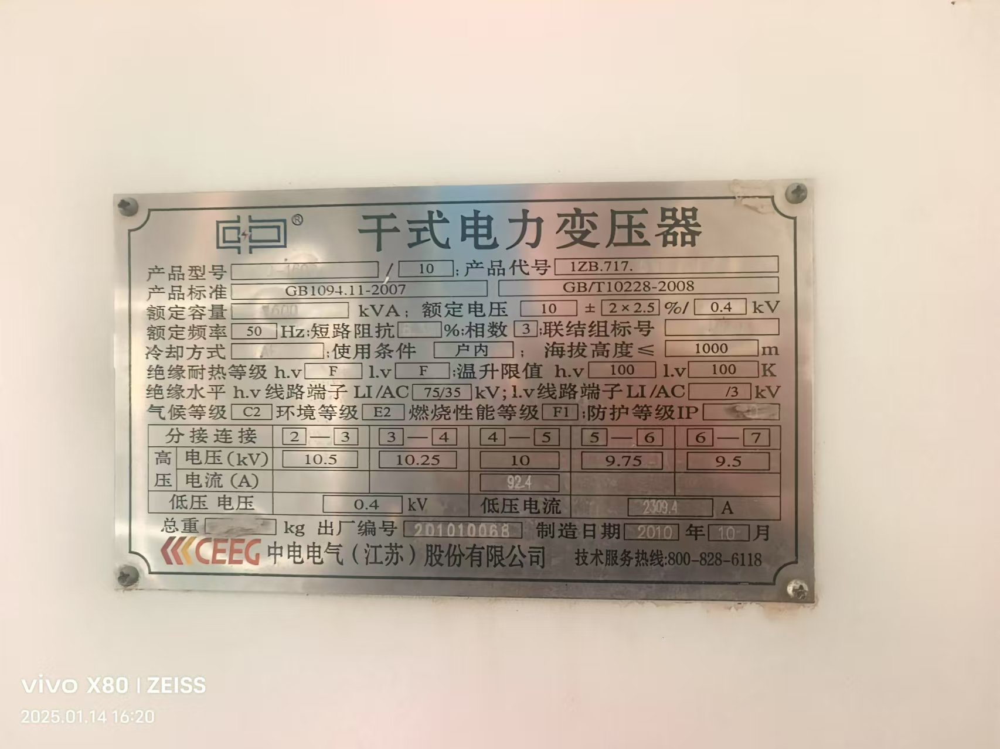 ® 干式电力变压器
产品型号 / 10 ; 产品代号 1ZB.717.
产品标准 GB1094.11-2007 GB/T10228-2008
额定容量 1600 kVA; 额定电压 10 ± 2×2.5 %/ 0.4 kV
额定频率 50 Hz;短路阻抗 %;相数 3 ;联结组标号
冷却方式 ;使用条件 户内 ; 海拔高度≤ 1000 m
绝缘耐热等级 h.v F l.v F ;温升限值 h.v 100 l.v 100 K
绝缘水平 h.v 线路端子 LI/AC 75/35 kV; l.v 线路端子 LI/AC /3 kV
气候等级 C2 环境等级 E2 燃烧性能等级 F1 ;防护等级IP
分接连接 2—3 3—4 4—5 5—6 6—7
高压 电压(kV) 10.5 10.25 10 9.75 9.5
电流(A) 92.4
低压 电压 0.4 kV 低压电流 2309.4 A
总重 kg 出厂编号 201010068 制造日期 2010 年 10 月
CEEG 中电电气(江苏)股份有限公司 技术服务热线:800-828-6118
vivo X80 | ZEISS
2025.01.14 16:20